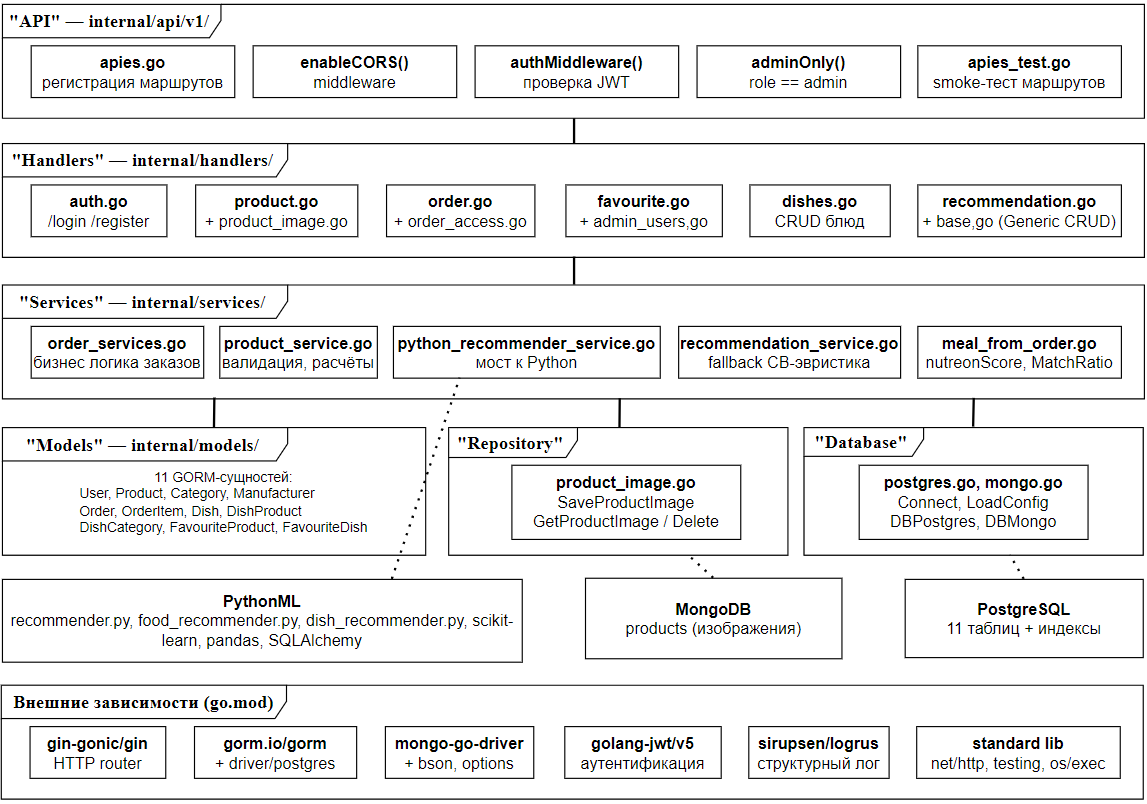 "API" — internal/api/v1/
apies.go
регистрация маршрутов
enableCORS()
middleware
authMiddleware()
проверка JWT
adminOnly()
role == admin
apies_test.go
smoke-тест маршрутов
"Handlers" — internal/handlers/
auth.go
/login /register
product.go
+ product_image.go
order.go
+ order_access.go
favourite.go
+ admin_users,go
dishes.go
CRUD блюд
recommendation.go
+ base,go (Generic CRUD)
"Services" — internal/services/
order_services.go
бизнес логика заказов
product_service.go
валидация, расчёты
python_recommender_service.go
мост к Python
recommendation_service.go
fallback CB-эвристика
meal_from_order.go
nutreonScore, MatchRatio
"Models" — internal/models/
11 GORM-сущностей:
User, Product, Category, Manufacturer
Order, OrderItem, Dish, DishProduct
DishCategory, FavouriteProduct, FavouriteDish
"Repository"
product_image.go
SaveProductImage
GetProductImage / Delete
"Database"
postgres.go, mongo.go
Connect, LoadConfig
DBPostgres, DBMongo
PythonML
recommender.py, food_recommender.py, dish_recommender.py, scikit-
learn, pandas, SQLAlchemy
MongoDB
products (изображения)
PostgreSQL
11 таблиц + индексы
Внешние зависимости (go.mod)
gin-gonic/gin
HTTP router
gorm.io/gorm
+ driver/postgres
mongo-go-driver
+ bson, options
golang-jwt/v5
аутентификация
sirupsen/logrus
структурный лог
standard lib
net/http, testing, os/exec